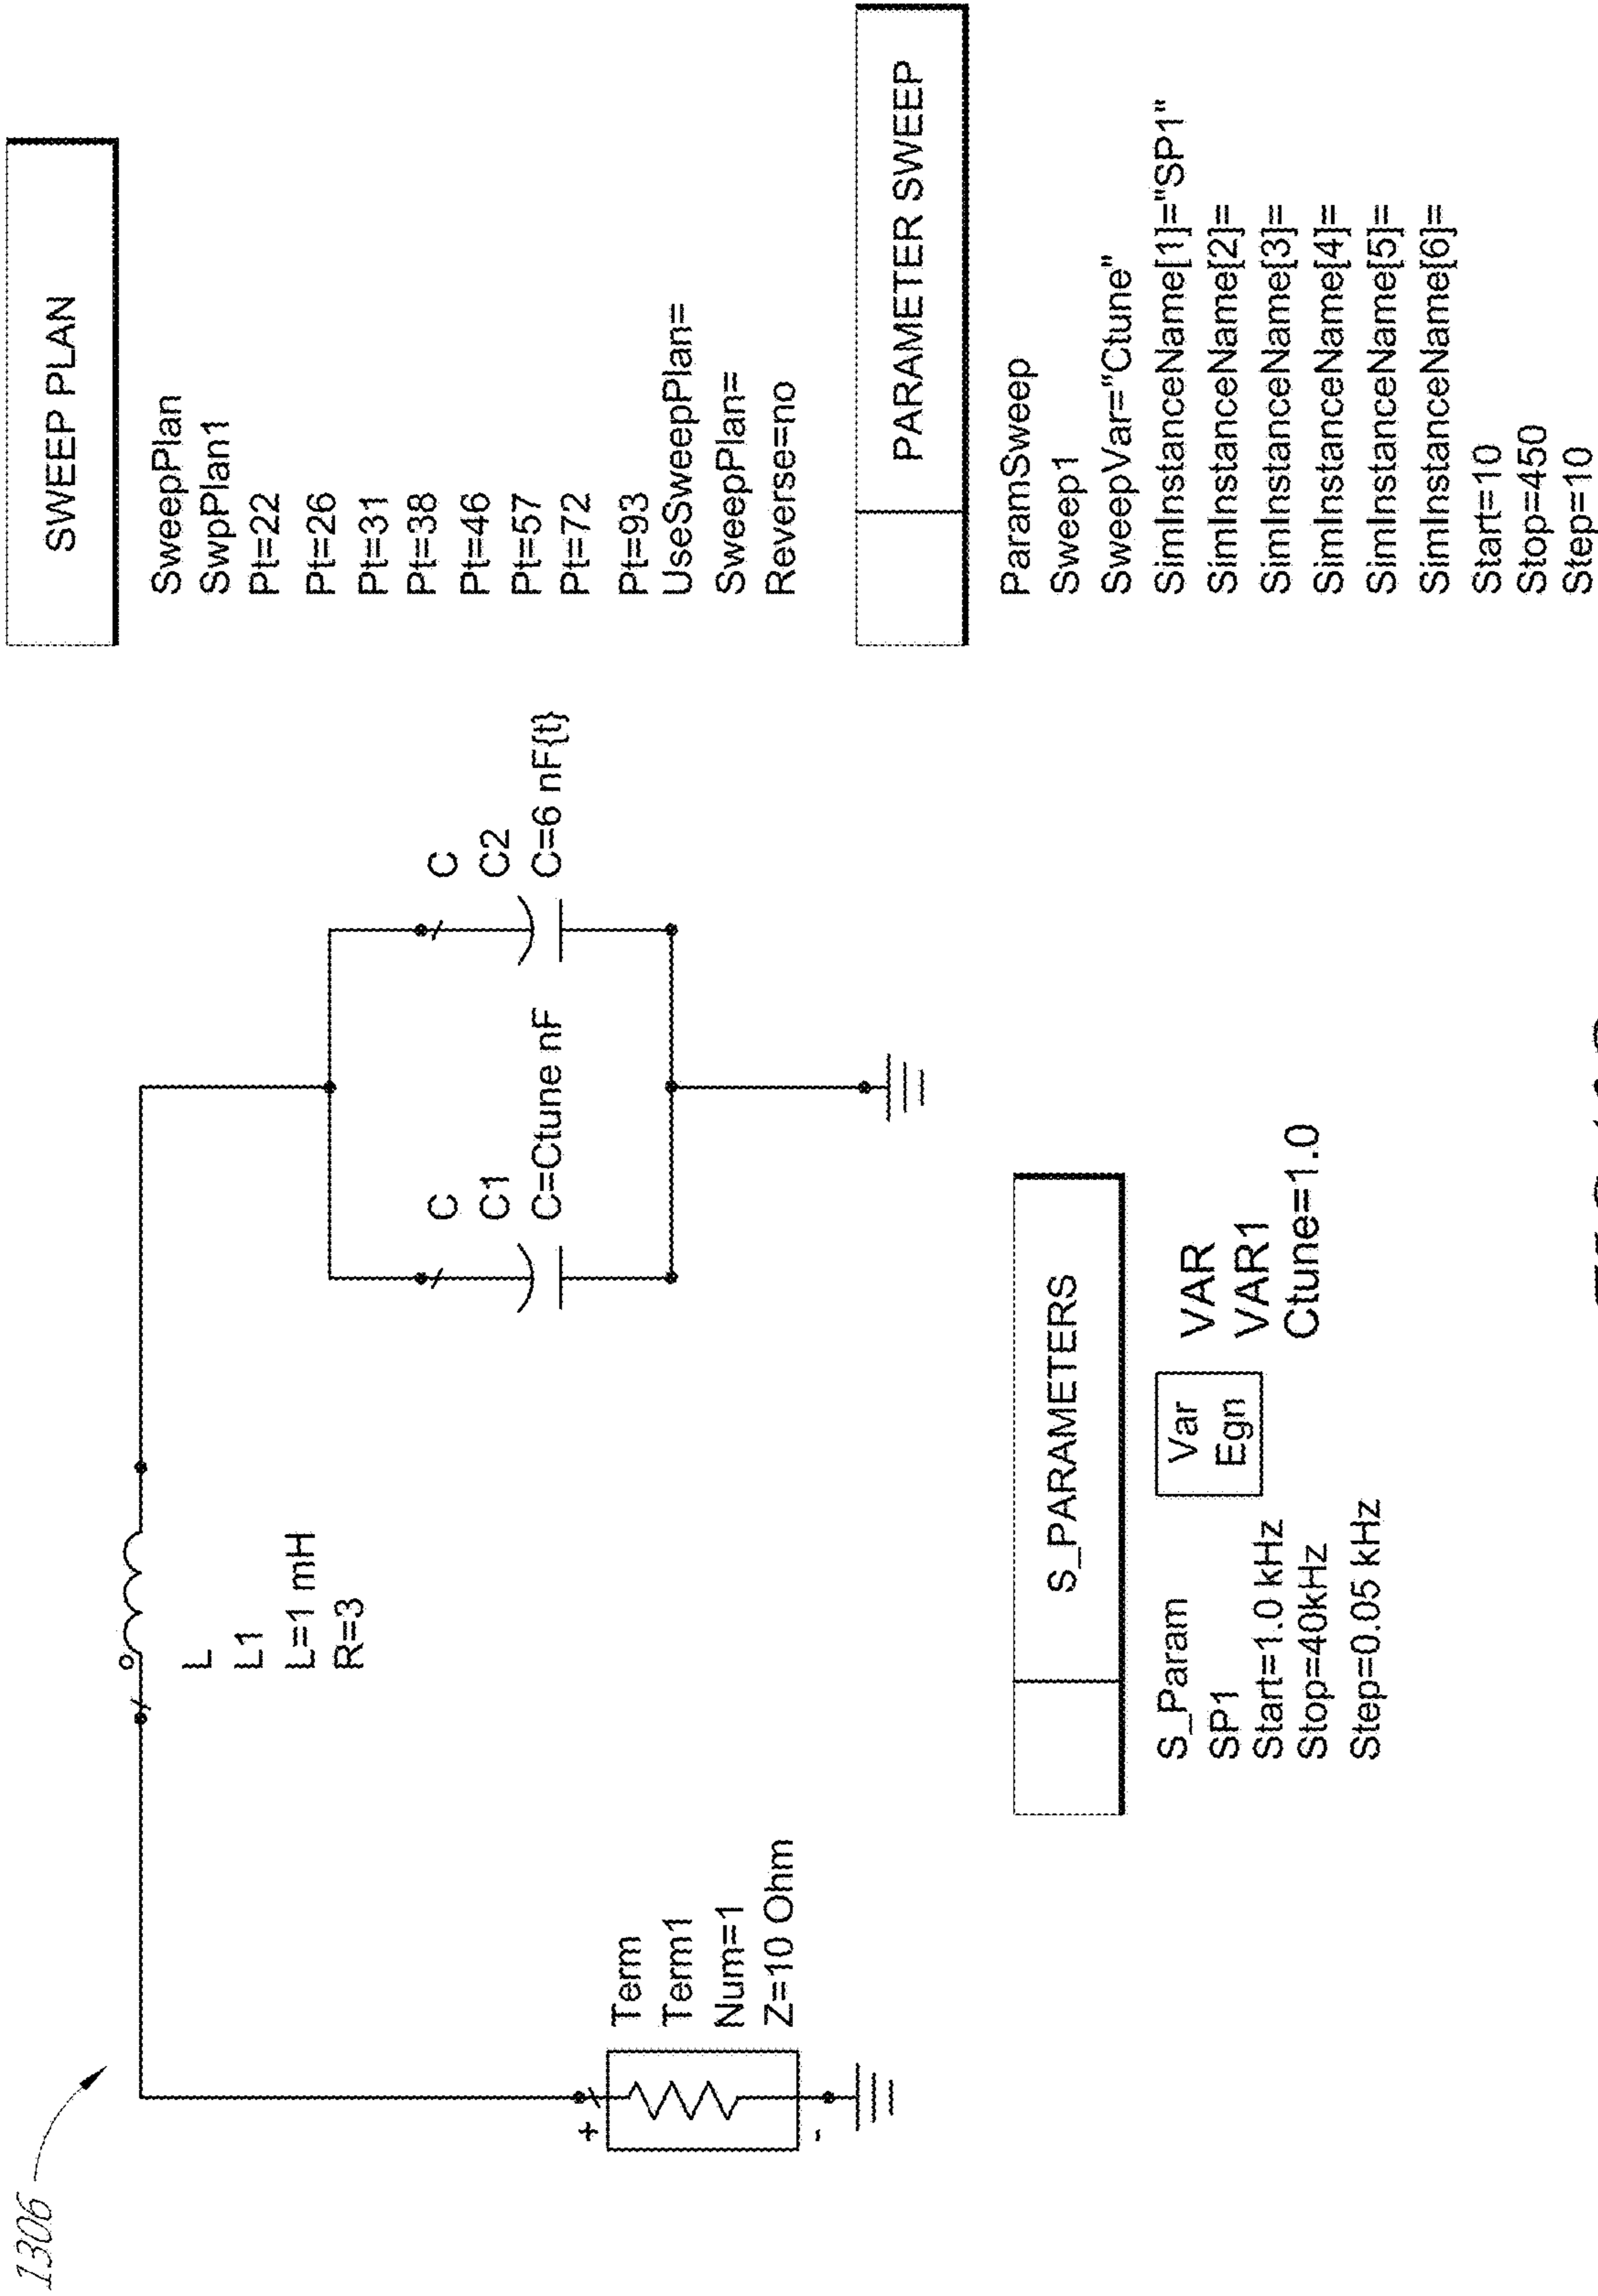 1306
L
L1
L=1 mH
R=3
Term
Term1
Num=1
Z=10 Ohm
+
-
C
C1
C=Ctune nF
C
C2
C=6 nF{t}
S_PARAMETERS
S_Param
SP1
Start=1.0 kHz
Stop=40kHz
Step=0.05 kHz
Var
Egn
VAR
VAR1
Ctune=1.0
SWEEP PLAN
SweepPlan
SwpPlan1
Pt=22
Pt=26
Pt=31
Pt=38
Pt=46
Pt=57
Pt=72
Pt=93
UseSweepPlan=
SweepPlan=
Reverse=no
PARAMETER SWEEP
ParamSweep
Sweep1
SweepVar="Ctune"
SimInstanceName[1]="SP1"
SimInstanceName[2]=
SimInstanceName[3]=
SimInstanceName[4]=
SimInstanceName[5]=
SimInstanceName[6]=
Start=10
Stop=450
Step=10